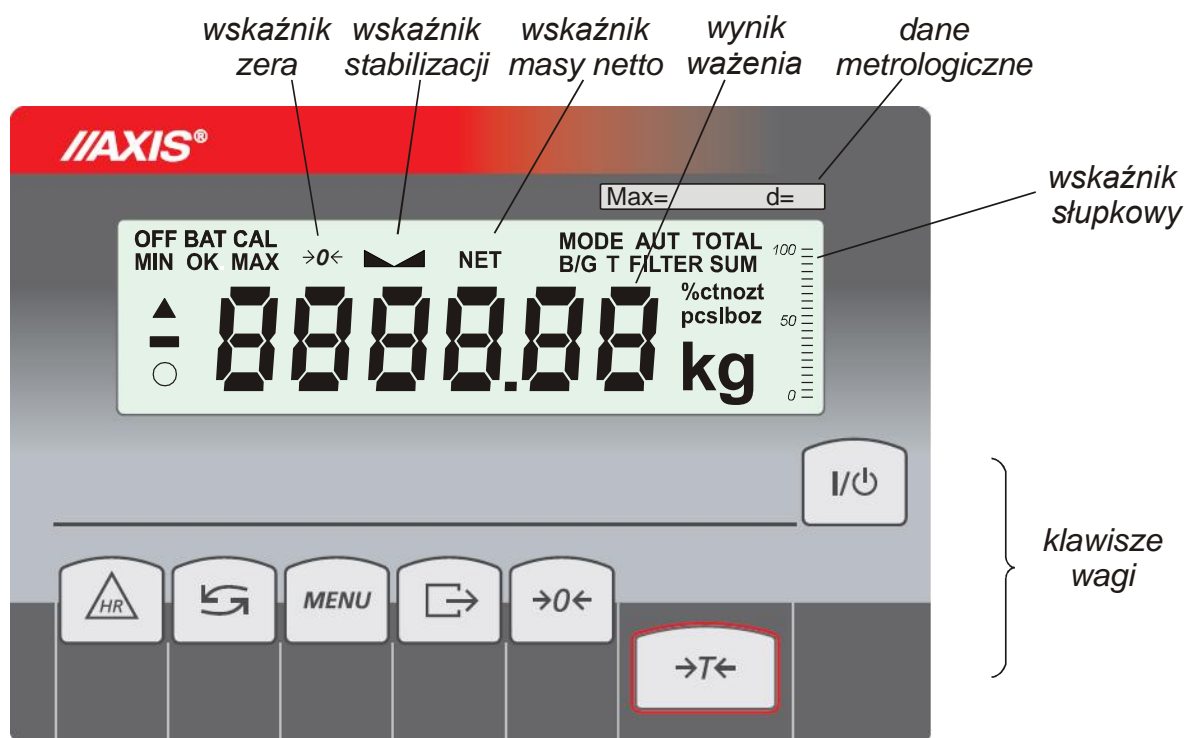 wskaźnik zera
wskaźnik stabilizacji
wskaźnik masy netto
wynik ważenia
dane metrologiczne
//AXIS®
Max= d=
wskaźnik słupkowy
OFF BAT CAL
MIN OK MAX
→0←
NET
MODE AUT TOTAL
B/G T FILTER SUM
100
50
0
8888.88
%ctnozt
pcslboz
kg
I/⏻
klawisze wagi
HR
MENU
→0←
→T←